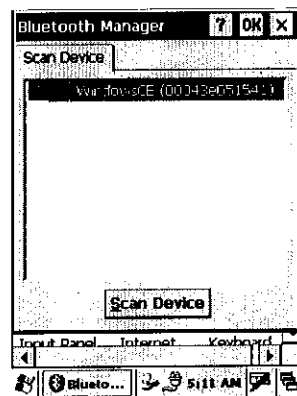 Bluetooth Manager ? OK ×
Scan Device
WindowsCE (00043e051541)
Scan Device
Input Panel Internet Keyboard
Blueto... 5:11 AM